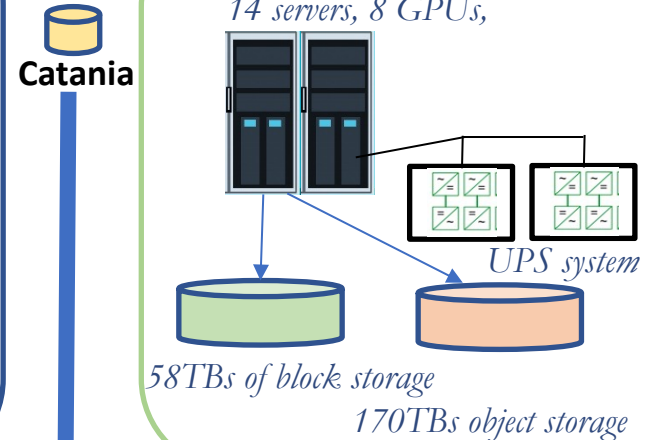 14 servers, 8 GPUs,
Catania
UPS system
58TBs of block storage
170TBs object storage